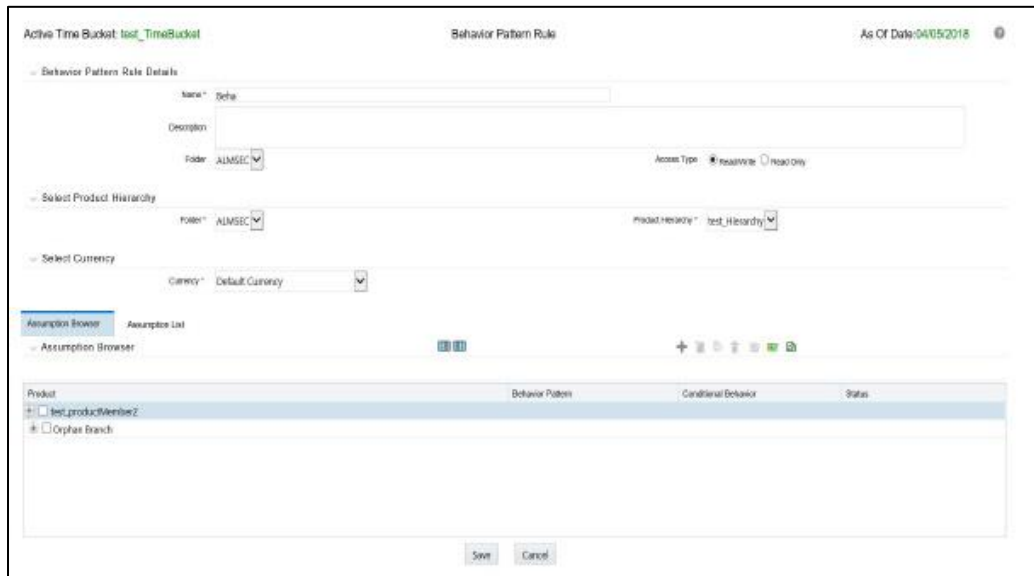 Active Time Bucket: test_TimeBucket Behavior Pattern Rule As Of Date:04/05/2018
Behavior Pattern Rule Details
Name * Beha
Description
Folder ALMSEC Access Type Read/Write Read Only
Select Product Hierarchy
Folder * ALMSEC Product Hierarchy * test_Hierarchy
Select Currency
Currency * Default Currency
Assumption Browser Assumption List
Assumption Browser
Product Behavior Pattern Conditional Behavior Status
test_productMember2
Orphan Branch
Save Cancel